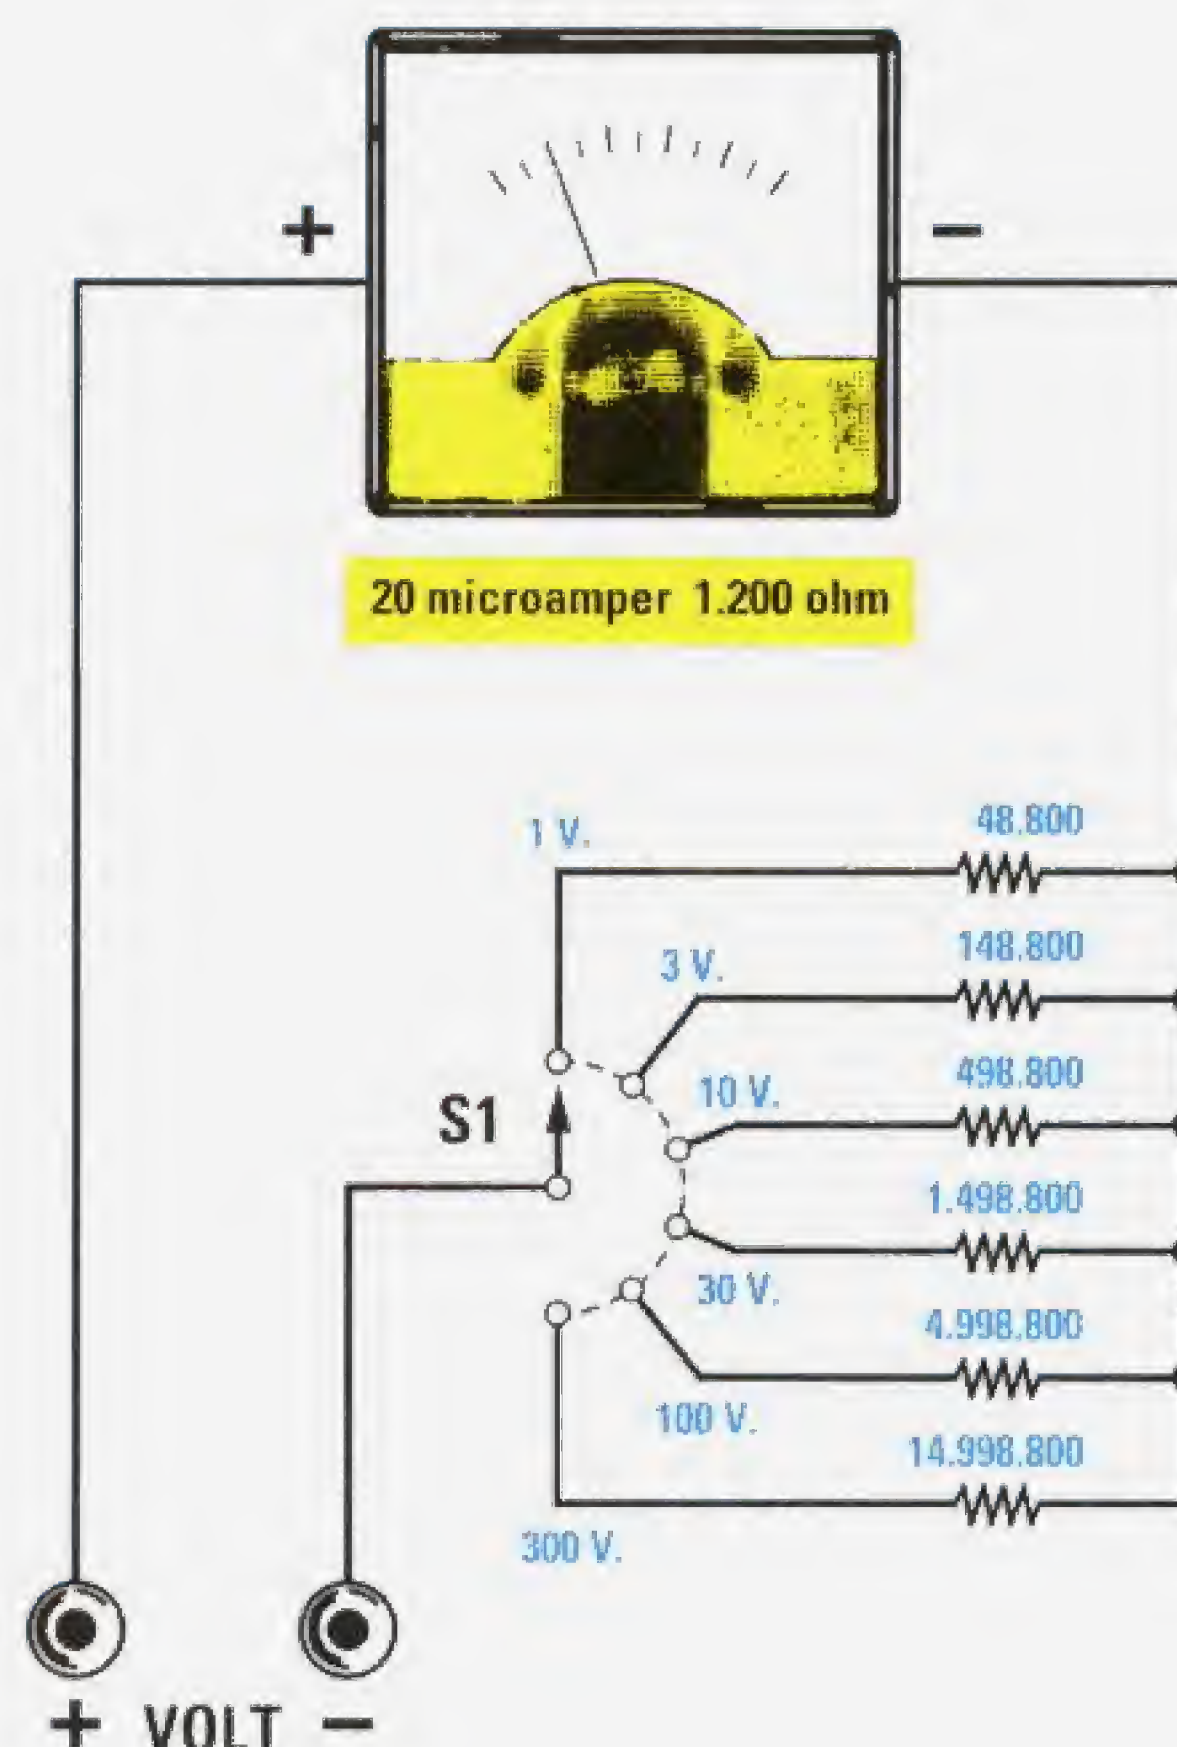 + −
20 microamper 1.200 ohm
1 V. 48.800
3 V. 148.800
10 V. 498.800
S1
1.498.800
30 V.
4.998.800
100 V.
14.998.800
300 V.
+ VOLT −